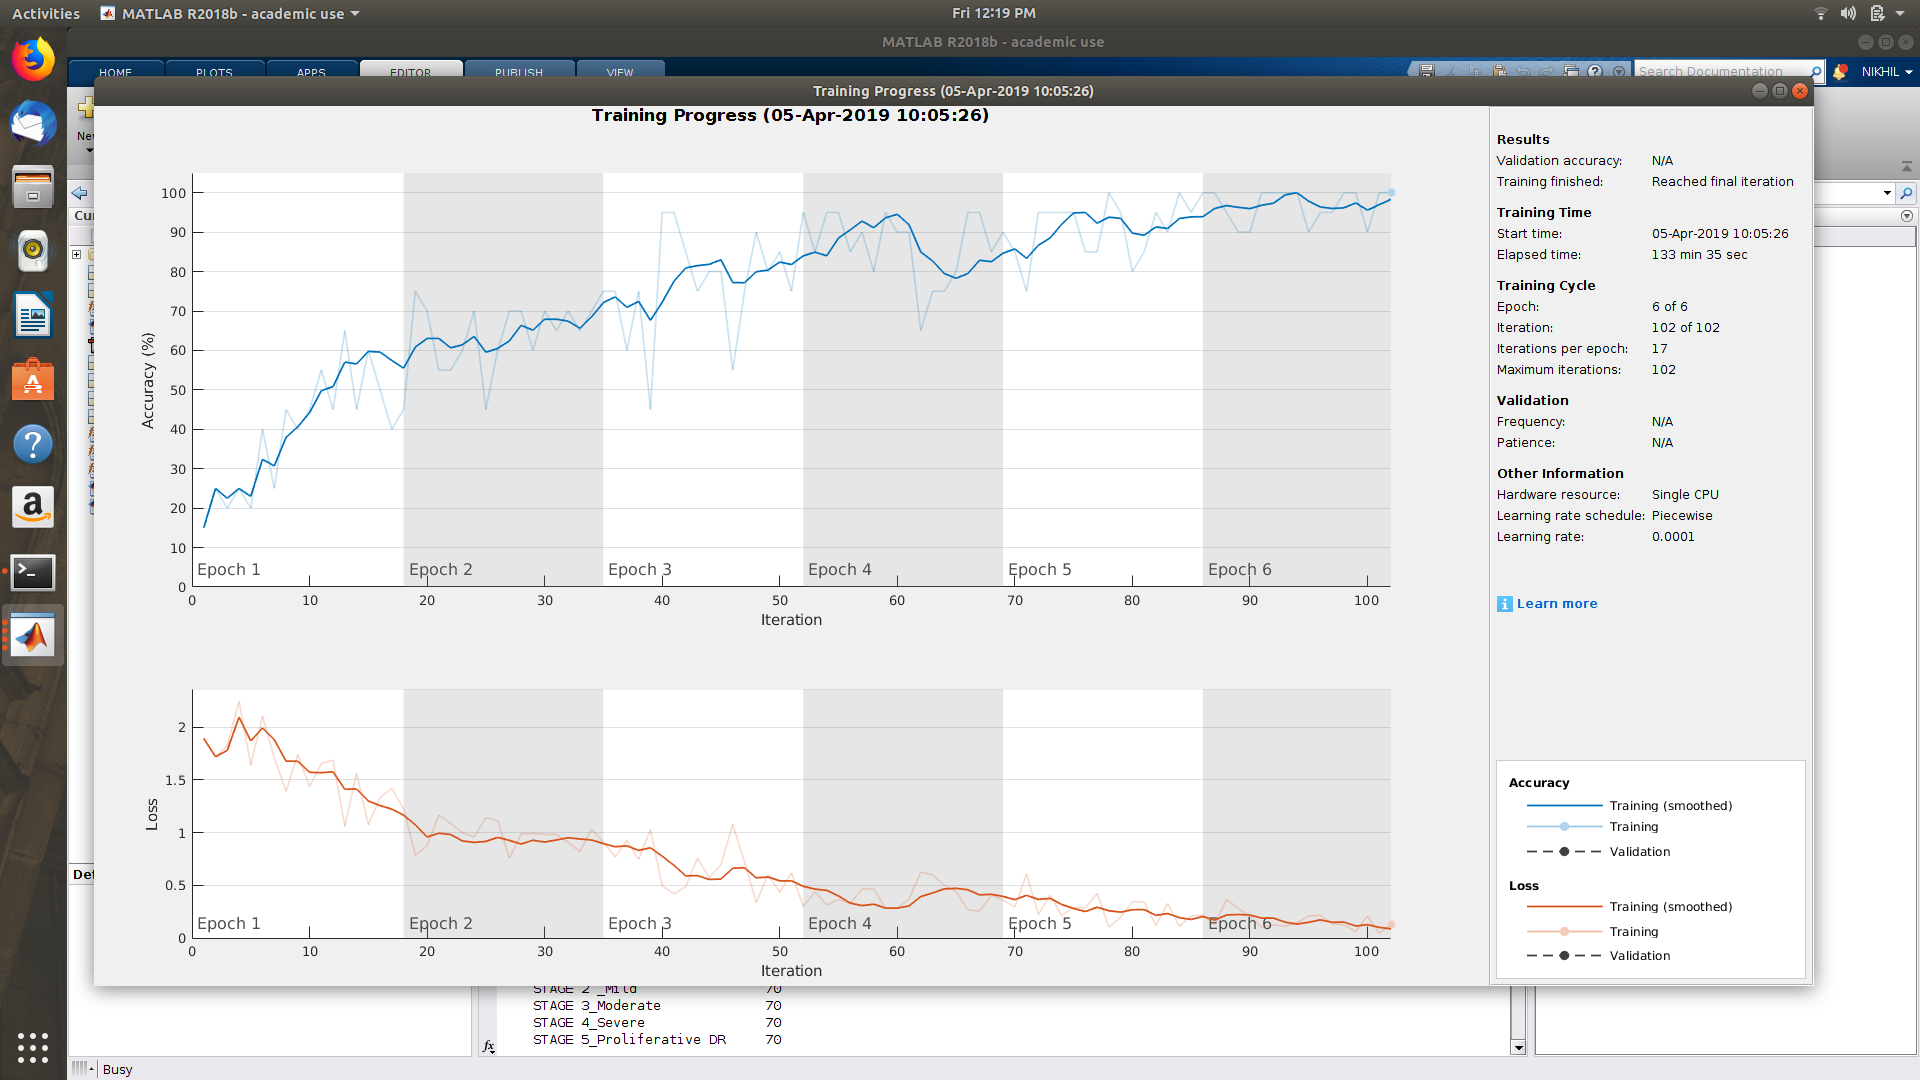 Activities MATLAB R2018b - academic use Fri 12:19 PM
MATLAB R2018b - academic use
HOME PLOTS APPS EDITOR PUBLISH VIEW Search Documentation NIKHIL
Training Progress (05-Apr-2019 10:05:26)
Training Progress (05-Apr-2019 10:05:26)
100
90
80
70
60
50
40
30
20
10
0
Accuracy (%)
Epoch 1 Epoch 2 Epoch 3 Epoch 4 Epoch 5 Epoch 6
0 10 20 30 40 50 60 70 80 90 100
Iteration
2
1.5
1
0.5
0
Loss
Epoch 1 Epoch 2 Epoch 3 Epoch 4 Epoch 5 Epoch 6
0 10 20 30 40 50 60 70 80 90 100
Iteration
Results
Validation accuracy: N/A
Training finished: Reached final iteration
Training Time
Start time: 05-Apr-2019 10:05:26
Elapsed time: 133 min 35 sec
Training Cycle
Epoch: 6 of 6
Iteration: 102 of 102
Iterations per epoch: 17
Maximum iterations: 102
Validation
Frequency: N/A
Patience: N/A
Other Information
Hardware resource: Single CPU
Learning rate schedule: Piecewise
Learning rate: 0.0001
Learn more
Accuracy
Training (smoothed)
Training
Validation
Loss
Training (smoothed)
Training
Validation
STAGE 2 _Mild 70
STAGE 3_Moderate 70
STAGE 4_Severe 70
STAGE 5_Proliferative DR 70
fx
Busy